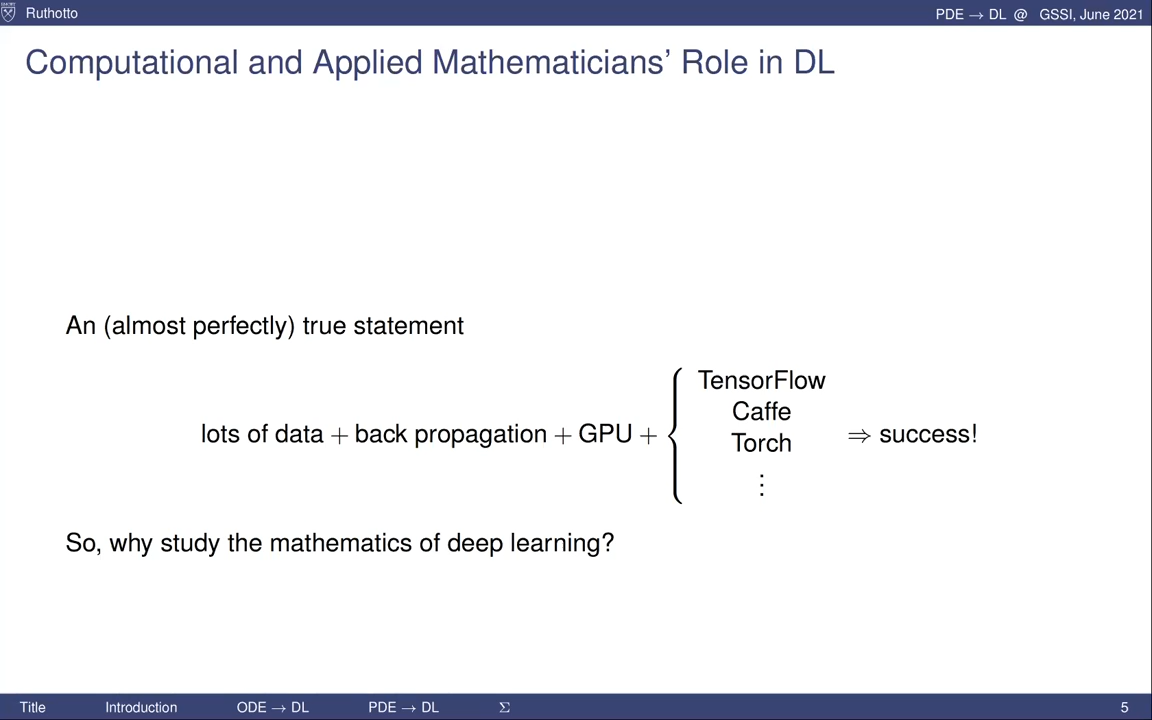 Ruthotto
PDE → DL @ GSSI, June 2021
Computational and Applied Mathematicians' Role in DL
An (almost perfectly) true statement
TensorFlow
Caffe
lots of data + back propagation + GPU + { ⇒ success!
Torch
⋮
So, why study the mathematics of deep learning?
Title Introduction ODE → DL PDE → DL Σ 5